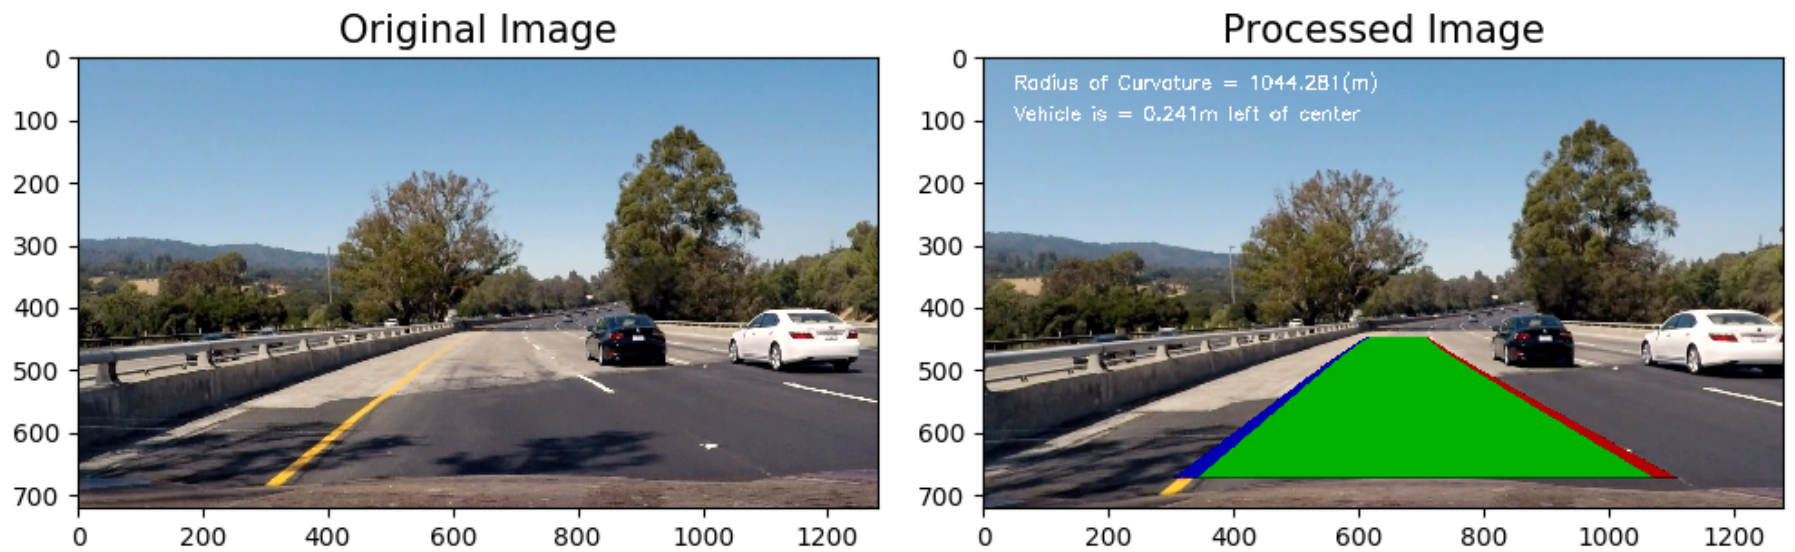 Original Image
0
100
200
300
400
500
600
700
0 200 400 600 800 1000 1200
Processed Image
Radius of Curvature = 1044.281(m)
Vehicle is = 0.241m left of center
0
100
200
300
400
500
600
700
0 200 400 600 800 1000 1200